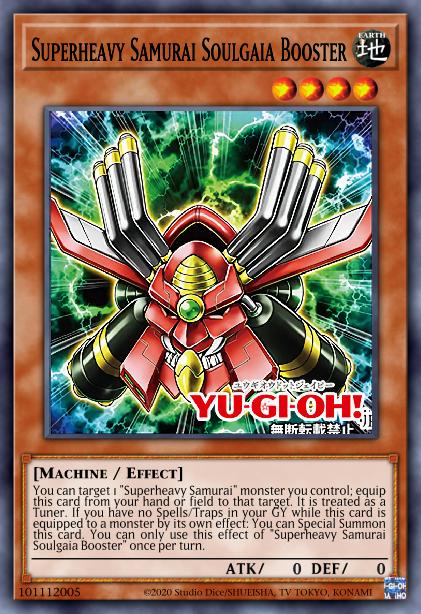 SUPERHEAVY SAMURAI SOULGAIA BOOSTER
EARTH
地
ユウギオウドットジェイピー
YU-GI-OH!
無断転載禁止
[MACHINE / EFFECT]
You can target 1 "Superheavy Samurai" monster you control; equip
this card from your hand or field to that target. It is treated as a
Tuner. If you have no Spells/Traps in your GY while this card is
equipped to a monster by its own effect: You can Special Summon
this card. You can only use this effect of "Superheavy Samurai
Soulgaia Booster" once per turn.
ATK/ 0 DEF/ 0
101112005
©2020 Studio Dice/SHUEISHA, TV TOKYO, KONAMI